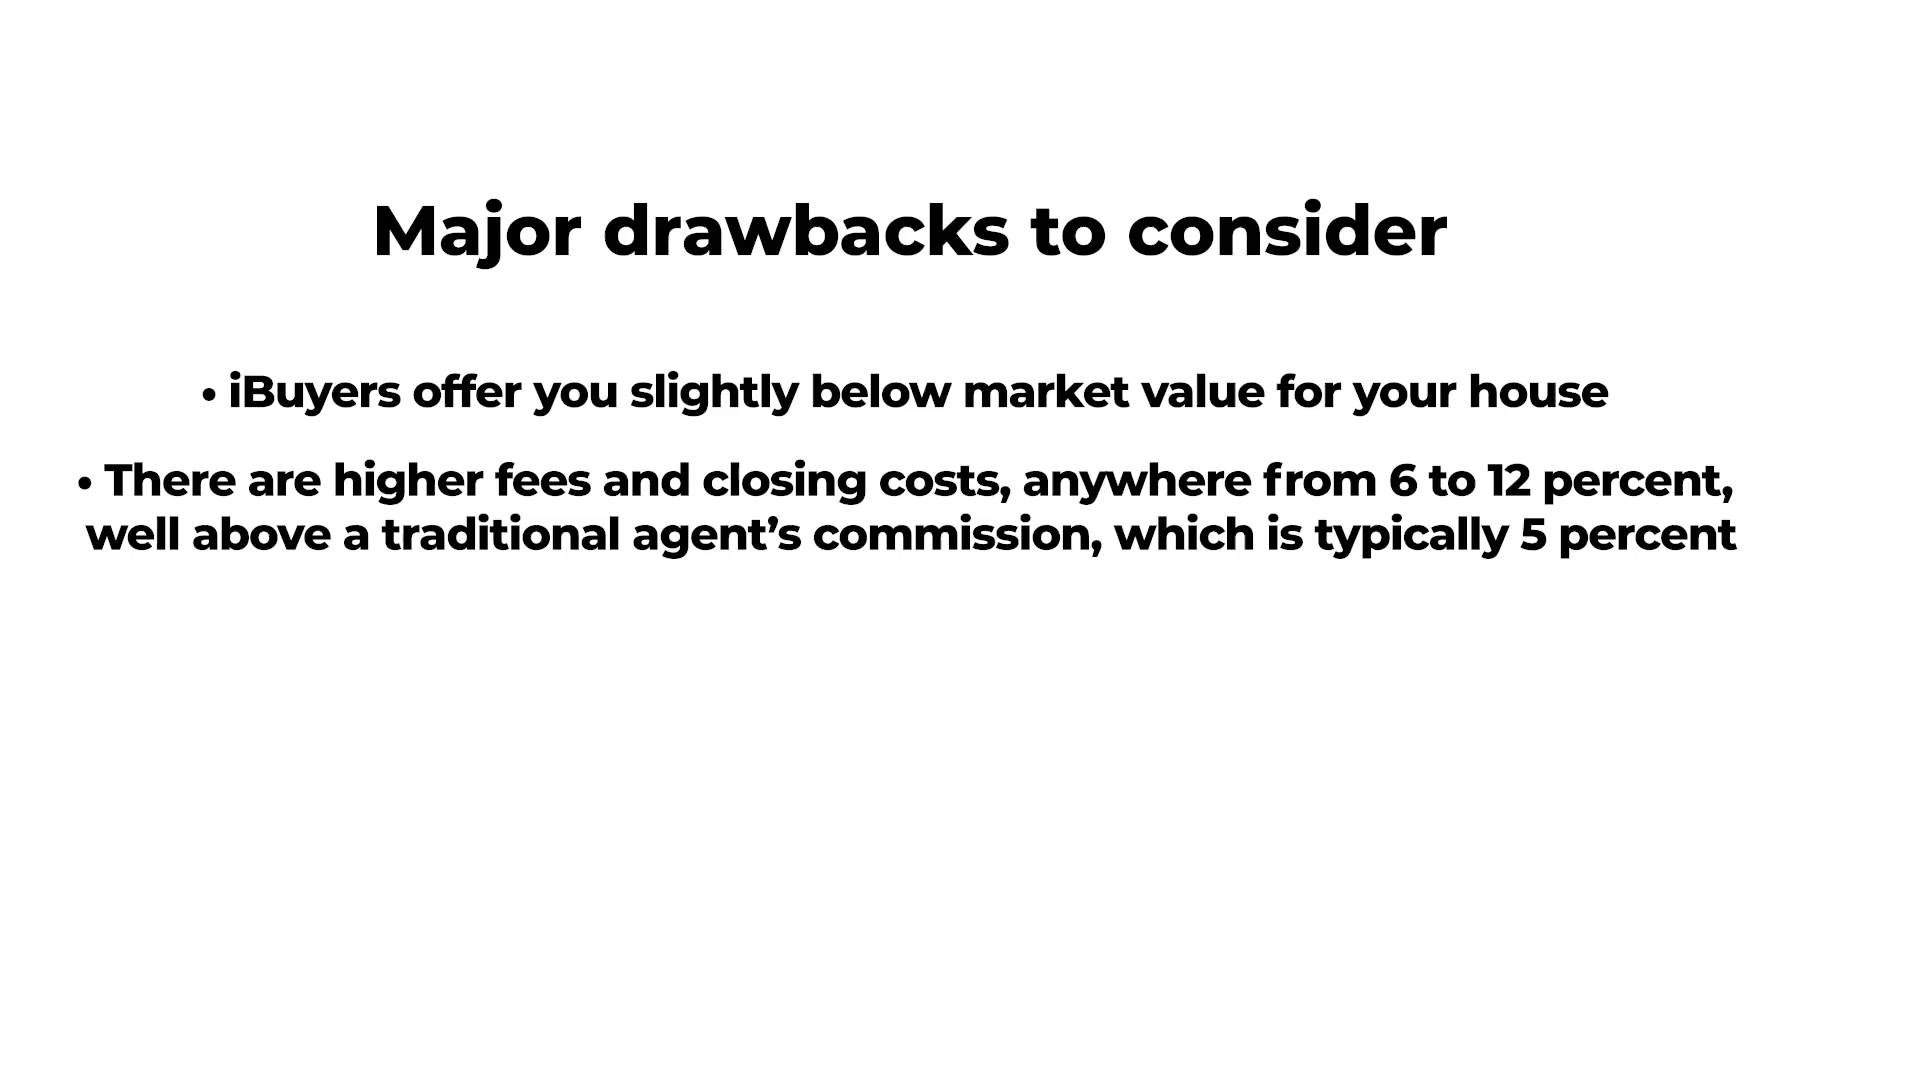 Major drawbacks to consider
• iBuyers offer you slightly below market value for your house
• There are higher fees and closing costs, anywhere from 6 to 12 percent,
well above a traditional agent’s commission, which is typically 5 percent